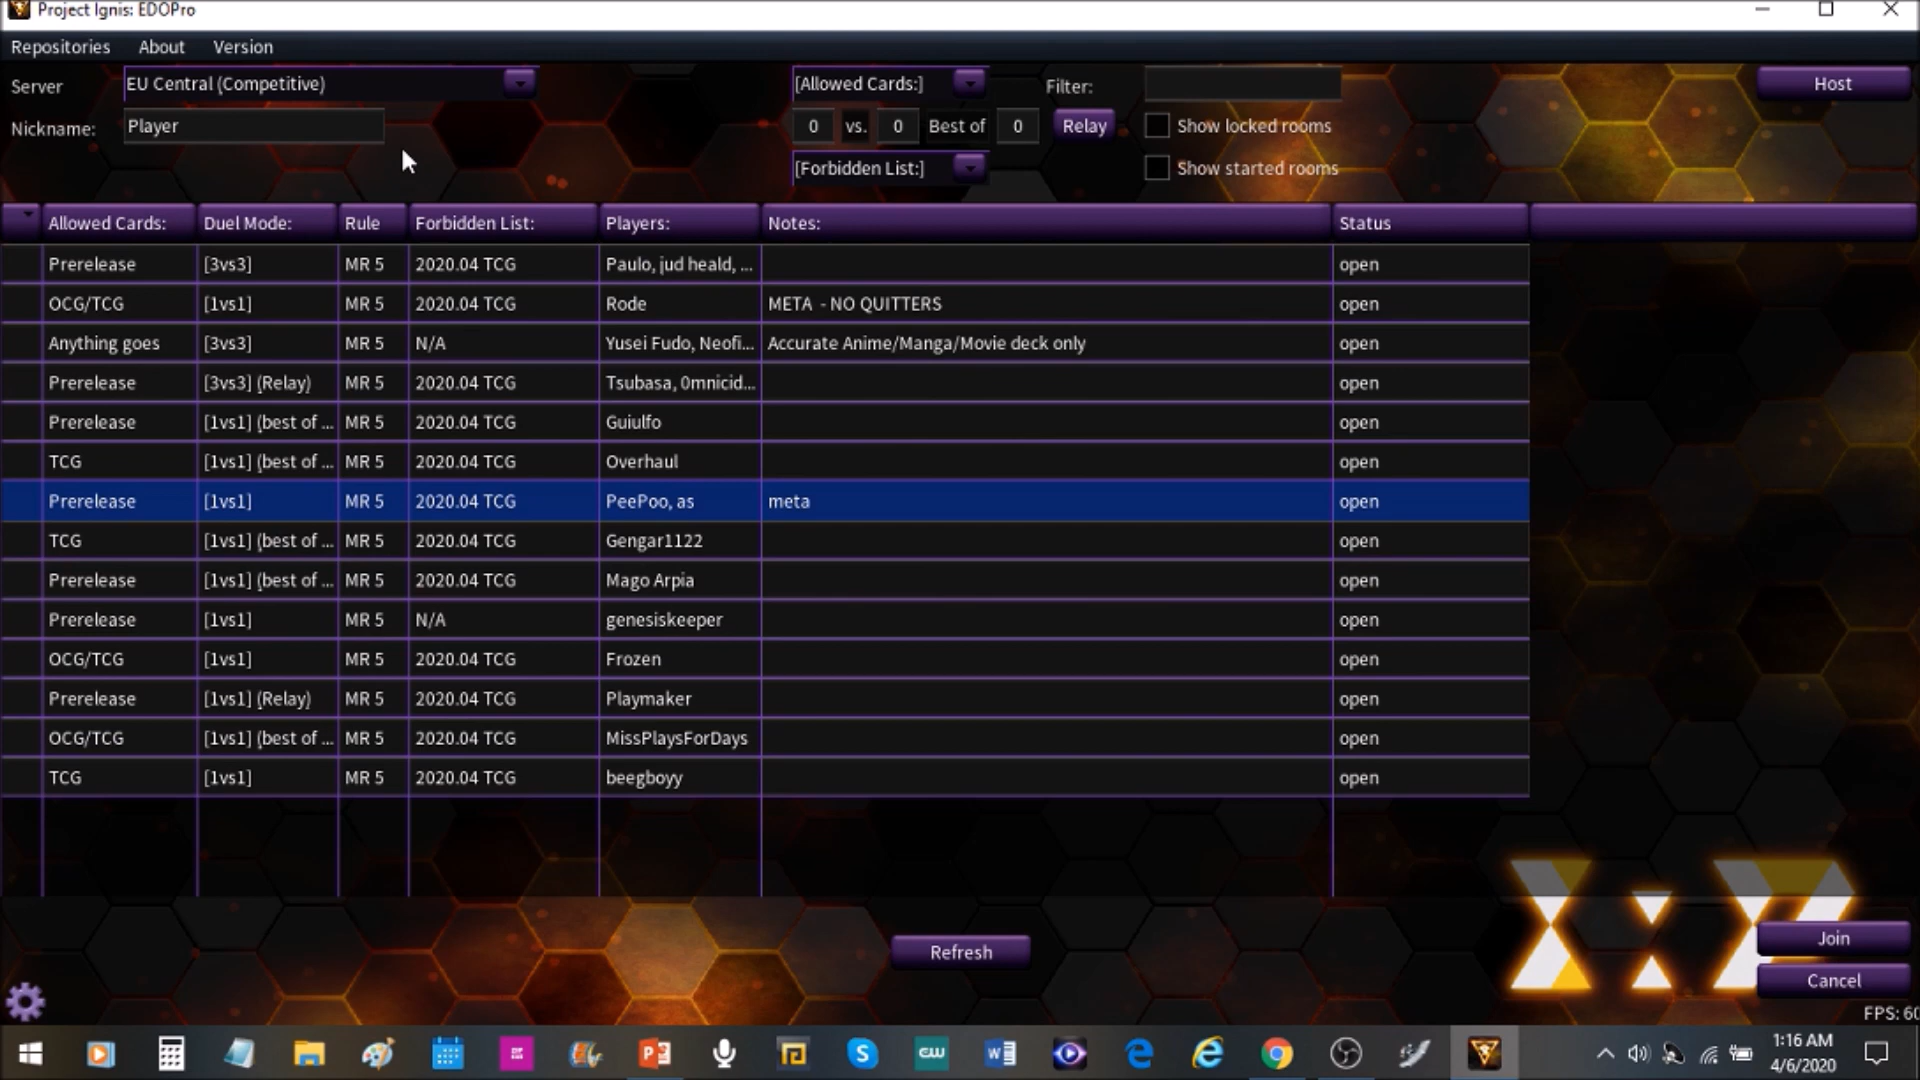 Project Ignis: EDOPro
Repositories About Version
Server EU Central (Competitive) [Allowed Cards:] Filter: Host
Nickname: Player 0 vs. 0 Best of 0 Relay Show locked rooms
[Forbidden List:] Show started rooms
Allowed Cards: Duel Mode: Rule Forbidden List: Players: Notes: Status
Prerelease [3vs3] MR 5 2020.04 TCG Paulo, jud heald, ... open
OCG/TCG [1vs1] MR 5 2020.04 TCG Rode META - NO QUITTERS open
Anything goes [3vs3] MR 5 N/A Yusei Fudo, Neofi... Accurate Anime/Manga/Movie deck only open
Prerelease [3vs3] (Relay) MR 5 2020.04 TCG Tsubasa, 0mnicid... open
Prerelease [1vs1] (best of ... MR 5 2020.04 TCG Guiulfo open
TCG [1vs1] (best of ... MR 5 2020.04 TCG Overhaul open
Prerelease [1vs1] MR 5 2020.04 TCG PeePoo, as meta open
TCG [1vs1] (best of ... MR 5 2020.04 TCG Gengar1122 open
Prerelease [1vs1] (best of ... MR 5 2020.04 TCG Mago Arpia open
Prerelease [1vs1] MR 5 N/A genesiskeeper open
OCG/TCG [1vs1] MR 5 2020.04 TCG Frozen open
Prerelease [1vs1] (Relay) MR 5 2020.04 TCG Playmaker open
OCG/TCG [1vs1] (best of ... MR 5 2020.04 TCG MissPlaysForDays open
TCG [1vs1] MR 5 2020.04 TCG beegboyy open
Refresh
Join
Cancel
FPS: 60
1:16 AM
4/6/2020